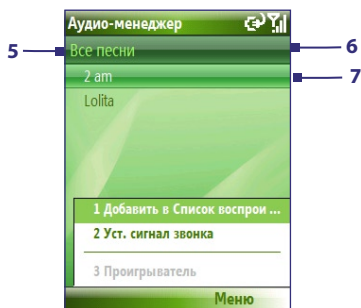 Аудио-менеджер
5
Все песни
6
2 am
7
Lolita
1 Добавить в Список воспрои ...
2 Уст. сигнал звонка
3 Проигрыватель
Меню